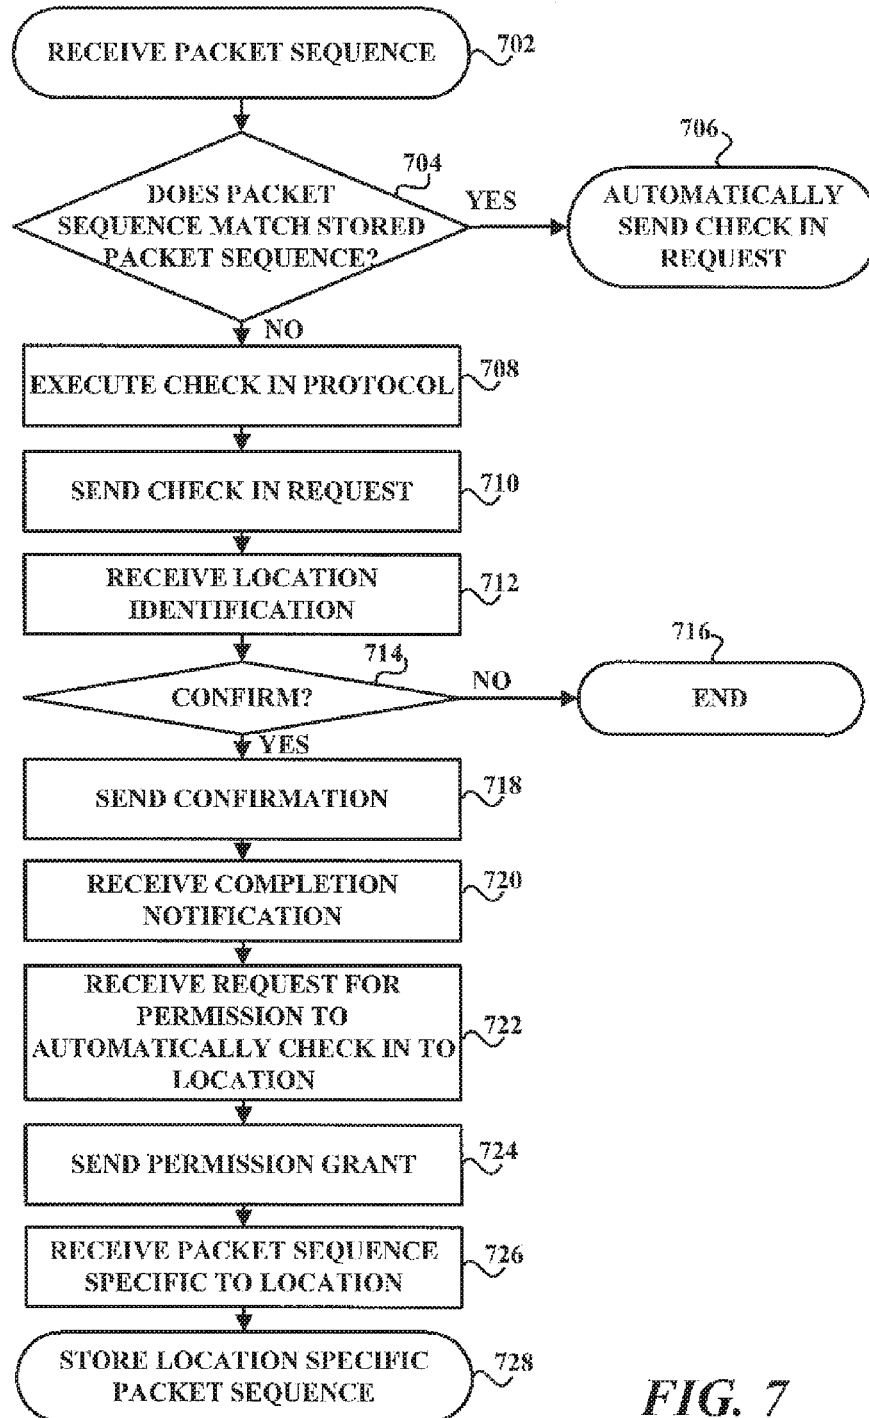 RECEIVE PACKET SEQUENCE
702
DOES PACKET
SEQUENCE MATCH STORED
PACKET SEQUENCE?
704
YES
706
AUTOMATICALLY
SEND CHECK IN
REQUEST
NO
EXECUTE CHECK IN PROTOCOL
708
SEND CHECK IN REQUEST
710
RECEIVE LOCATION
IDENTIFICATION
712
CONFIRM?
714
NO
716
END
YES
SEND CONFIRMATION
718
RECEIVE COMPLETION
NOTIFICATION
720
RECEIVE REQUEST FOR
PERMISSION TO
AUTOMATICALLY CHECK IN TO
LOCATION
722
SEND PERMISSION GRANT
724
RECEIVE PACKET SEQUENCE
SPECIFIC TO LOCATION
726
STORE LOCATION SPECIFIC
PACKET SEQUENCE
728
FIG. 7